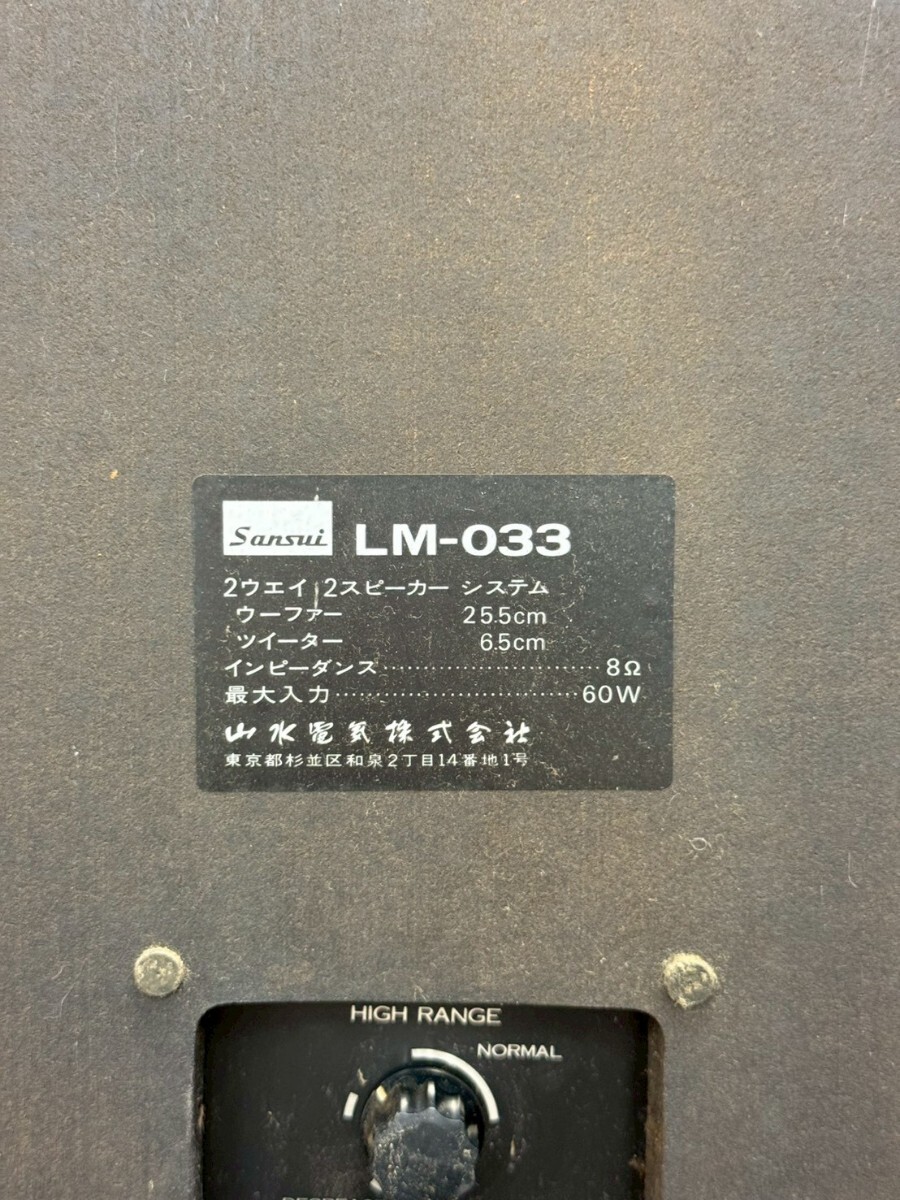 Sansui LM-033
2ウエイ 2スピーカー システム
ウーファー 25.5cm
ツイーター 6.5cm
インピーダンス 8Ω
最大入力 60W
山水電気株式会社
東京都杉並区和泉2丁目14番地1号
HIGH RANGE
NORMAL